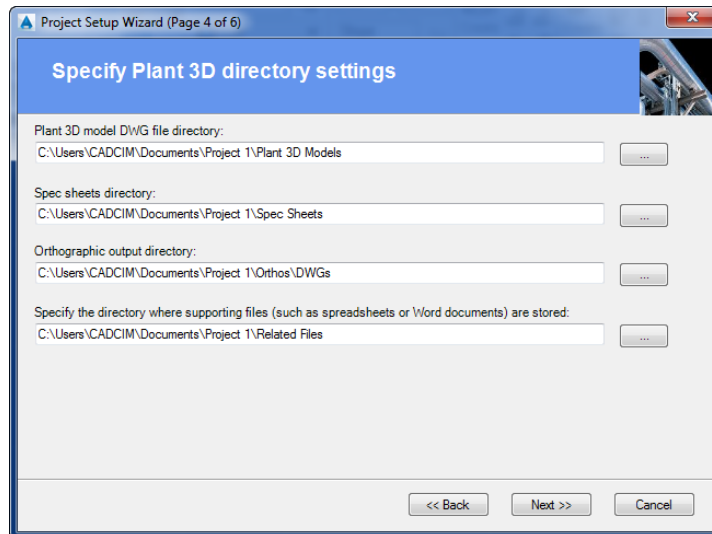 Project Setup Wizard (Page 4 of 6)
Specify Plant 3D directory settings
Plant 3D model DWG file directory:
C:\Users\CADCIM\Documents\Project 1\Plant 3D Models
...
Spec sheets directory:
C:\Users\CADCIM\Documents\Project 1\Spec Sheets
...
Orthographic output directory:
C:\Users\CADCIM\Documents\Project 1\Orthos\DWGs
...
Specify the directory where supporting files (such as spreadsheets or Word documents) are stored:
C:\Users\CADCIM\Documents\Project 1\Related Files
...
<< Back Next >> Cancel